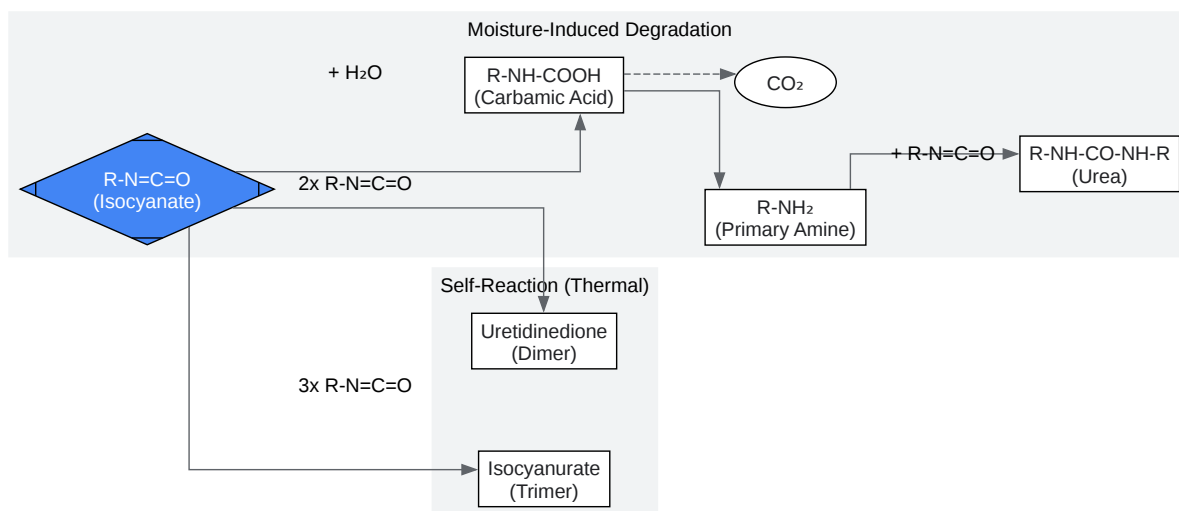 Moisture-Induced Degradation
+ H₂O
R-NH-COOH
(Carbamic Acid)
CO₂
R-N=C=O
(Isocyanate)
2x R-N=C=O
+ R-N=C=O
R-NH-CO-NH-R
(Urea)
R-NH₂
(Primary Amine)
Self-Reaction (Thermal)
Uretidinedione
(Dimer)
3x R-N=C=O
Isocyanurate
(Trimer)